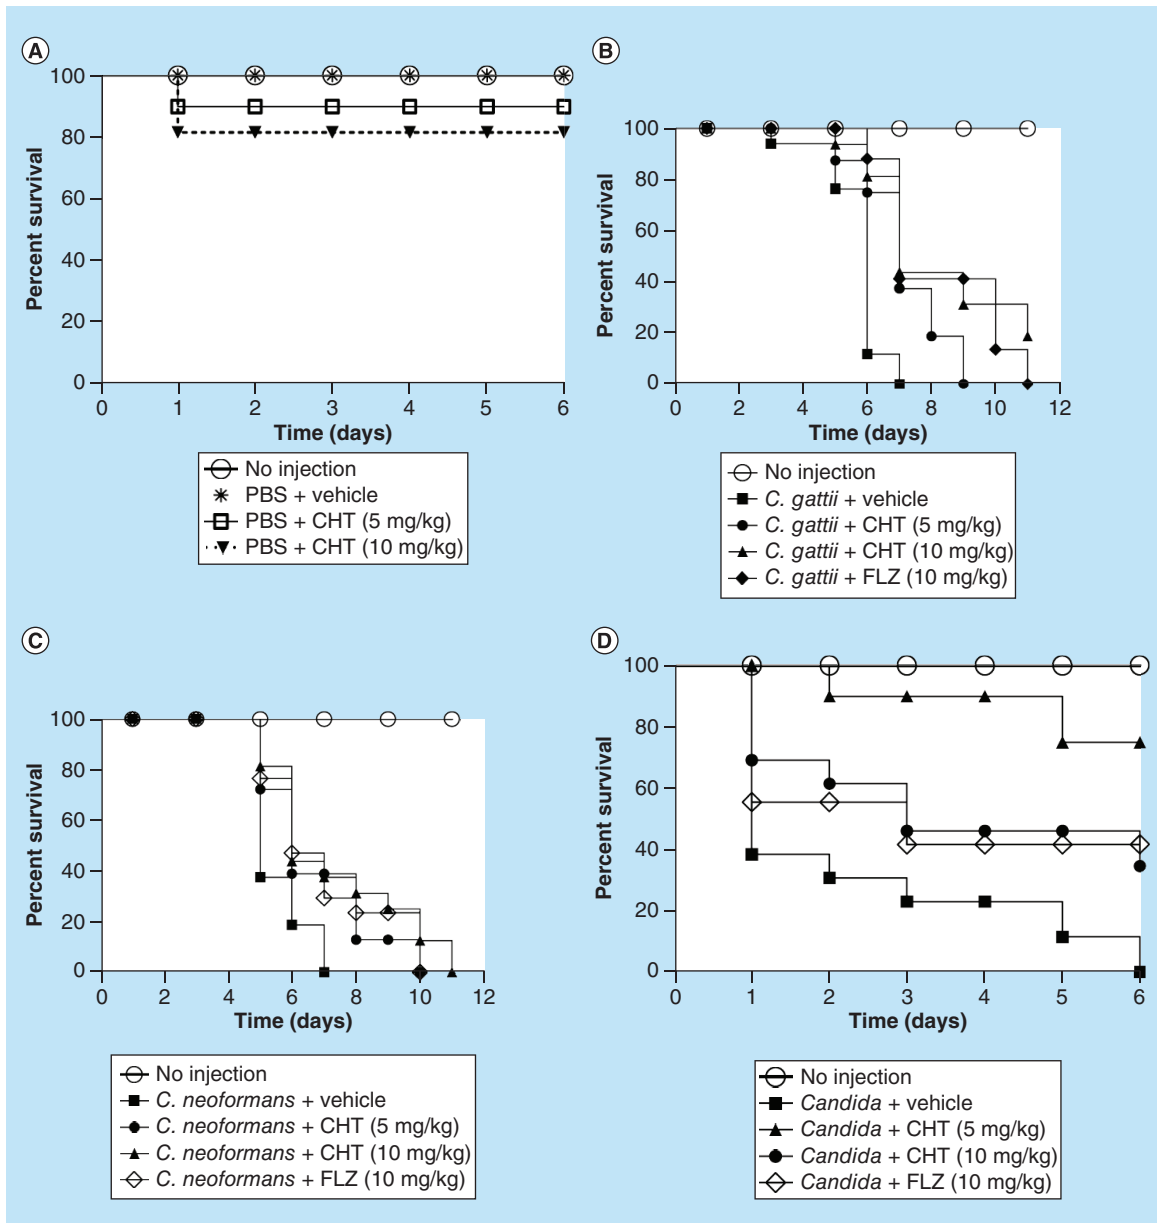 A
100
80
60
40
20
0
Percent survival
0 1 2 3 4 5 6
Time (days)
No injection
PBS + vehicle
PBS + CHT (5 mg/kg)
PBS + CHT (10 mg/kg)
B
100
80
60
40
20
0
Percent survival
0 2 4 6 8 10 12
Time (days)
No injection
C. gattii + vehicle
C. gattii + CHT (5 mg/kg)
C. gattii + CHT (10 mg/kg)
C. gattii + FLZ (10 mg/kg)
C
100
80
60
40
20
0
Percent survival
0 2 4 6 8 10 12
Time (days)
No injection
C. neoformans + vehicle
C. neoformans + CHT (5 mg/kg)
C. neoformans + CHT (10 mg/kg)
C. neoformans + FLZ (10 mg/kg)
D
100
80
60
40
20
0
Percent survival
0 1 2 3 4 5 6
Time (days)
No injection
Candida + vehicle
Candida + CHT (5 mg/kg)
Candida + CHT (10 mg/kg)
Candida + FLZ (10 mg/kg)